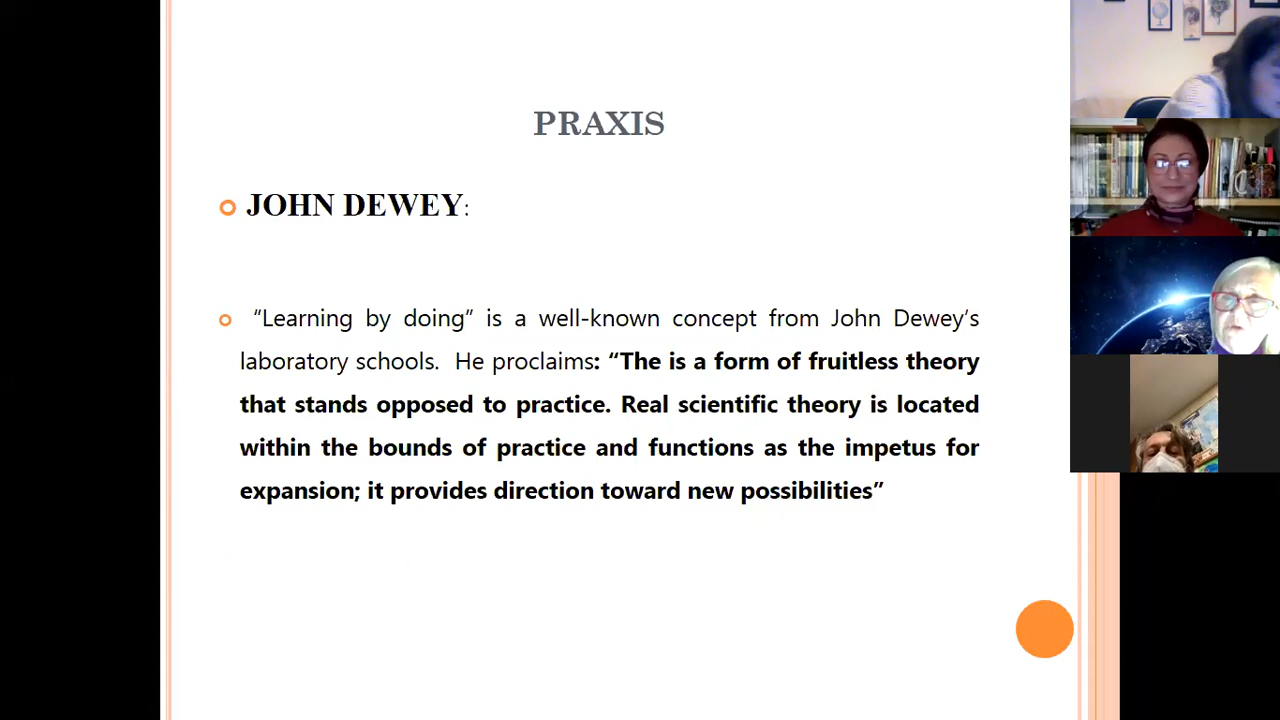 PRAXIS
JOHN DEWEY:
“Learning by doing” is a well-known concept from John Dewey’s
laboratory schools. He proclaims: “The is a form of fruitless theory
that stands opposed to practice. Real scientific theory is located
within the bounds of practice and functions as the impetus for
expansion; it provides direction toward new possibilities”